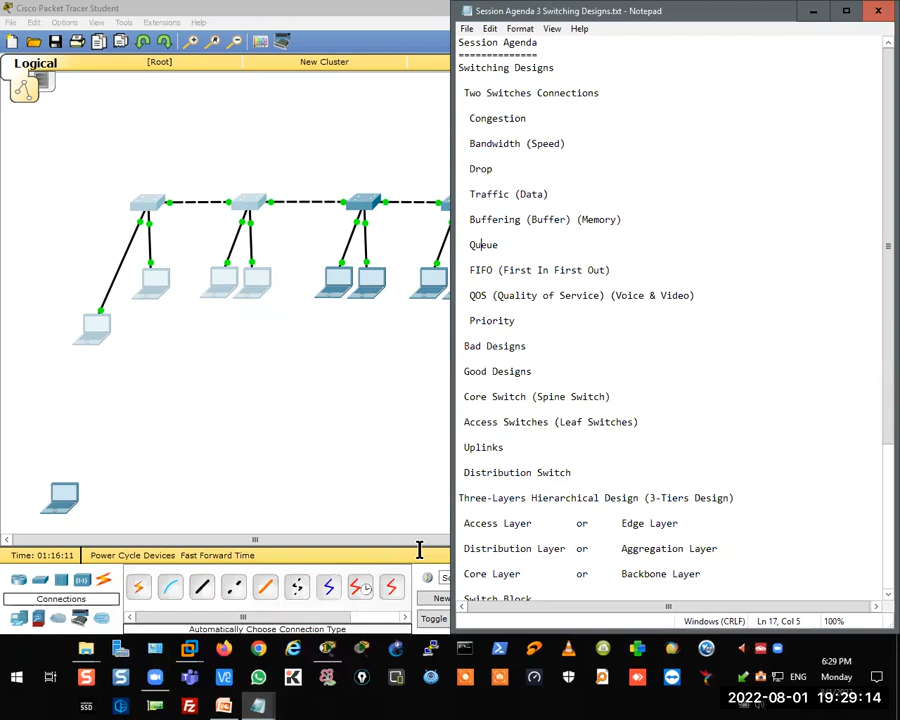 Cisco Packet Tracer Student
File Edit Options View Tools Extensions Help
Logical
[Root]
New Cluster
Time: 01:16:11
Power Cycle Devices Fast Forward Time
Connections
Automatically Choose Connection Type
Sc
New
Toggle
Session Agenda 3 Switching Designs.txt - Notepad
File Edit Format View Help
Session Agenda
=============
Switching Designs
Two Switches Connections
Congestion
Bandwidth (Speed)
Drop
Traffic (Data)
Buffering (Buffer) (Memory)
Queue
FIFO (First In First Out)
QOS (Quality of Service) (Voice & Video)
Priority
Bad Designs
Good Designs
Core Switch (Spine Switch)
Access Switches (Leaf Switches)
Uplinks
Distribution Switch
Three-Layers Hierarchical Design (3-Tiers Design)
Access Layer or Edge Layer
Distribution Layer or Aggregation Layer
Core Layer or Backbone Layer
Switch Block
Windows (CRLF) Ln 17, Col 5 100%
6:29 PM
ENG Monday
2022-08-01 19:29:14
SSD